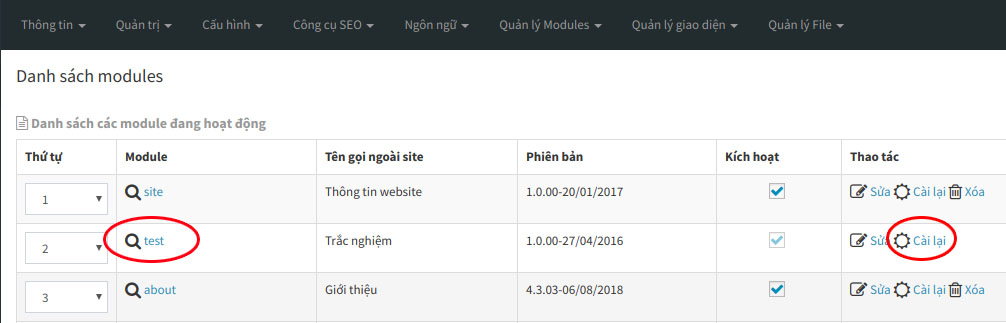 Thông tin Quản trị Cấu hình Công cụ SEO Ngôn ngữ Quản lý Modules Quản lý giao diện Quản lý File
Danh sách modules
Danh sách các module đang hoạt động
Thứ tự Module Tên gọi ngoài site Phiên bản Kích hoạt Thao tác
1 site Thông tin website 1.0.00-20/01/2017 Sửa Cài lại Xóa
2 test Trắc nghiệm 1.0.00-27/04/2016 Sửa Cài lại
3 about Giới thiệu 4.3.03-06/08/2018 Sửa Cài lại Xóa